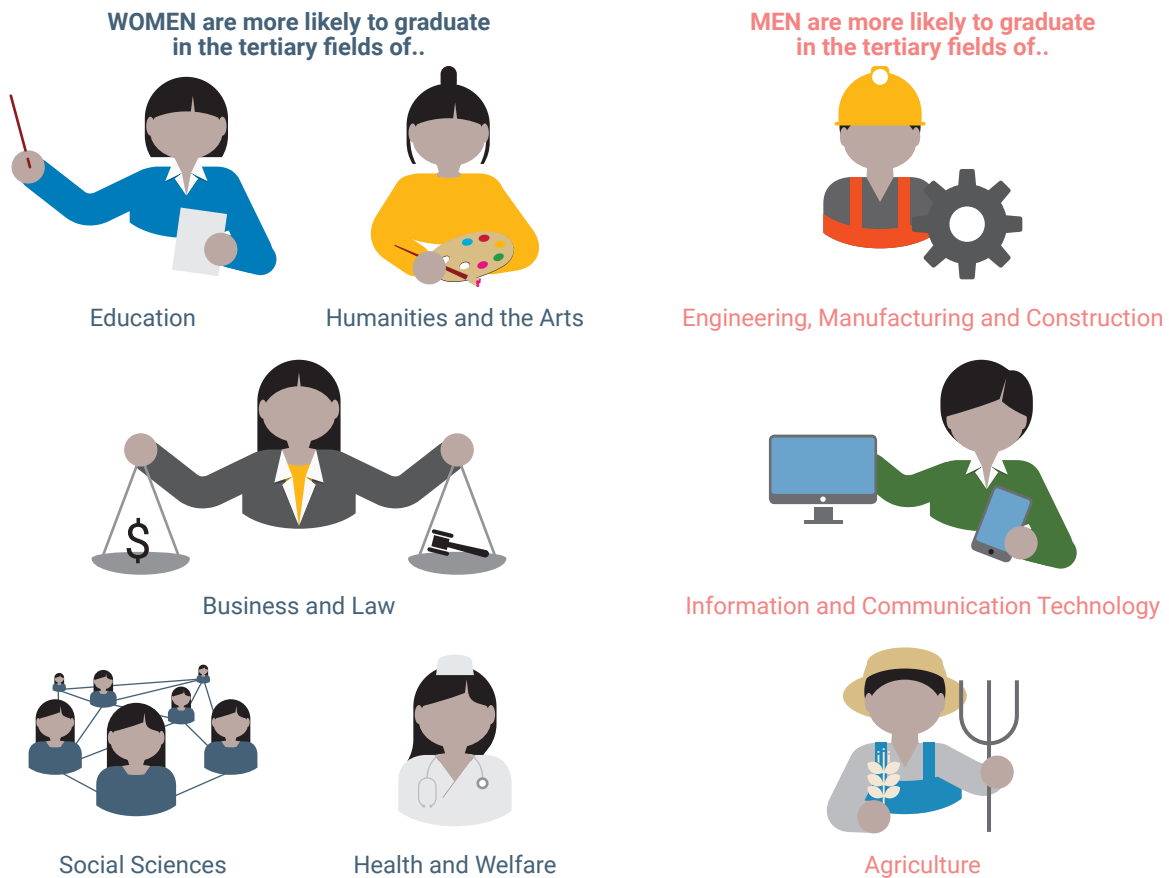 WOMEN are more likely to graduate
in the tertiary fields of..
MEN are more likely to graduate
in the tertiary fields of..
Education
Humanities and the Arts
Engineering, Manufacturing and Construction
$
Business and Law
Information and Communication Technology
Social Sciences
Health and Welfare
Agriculture